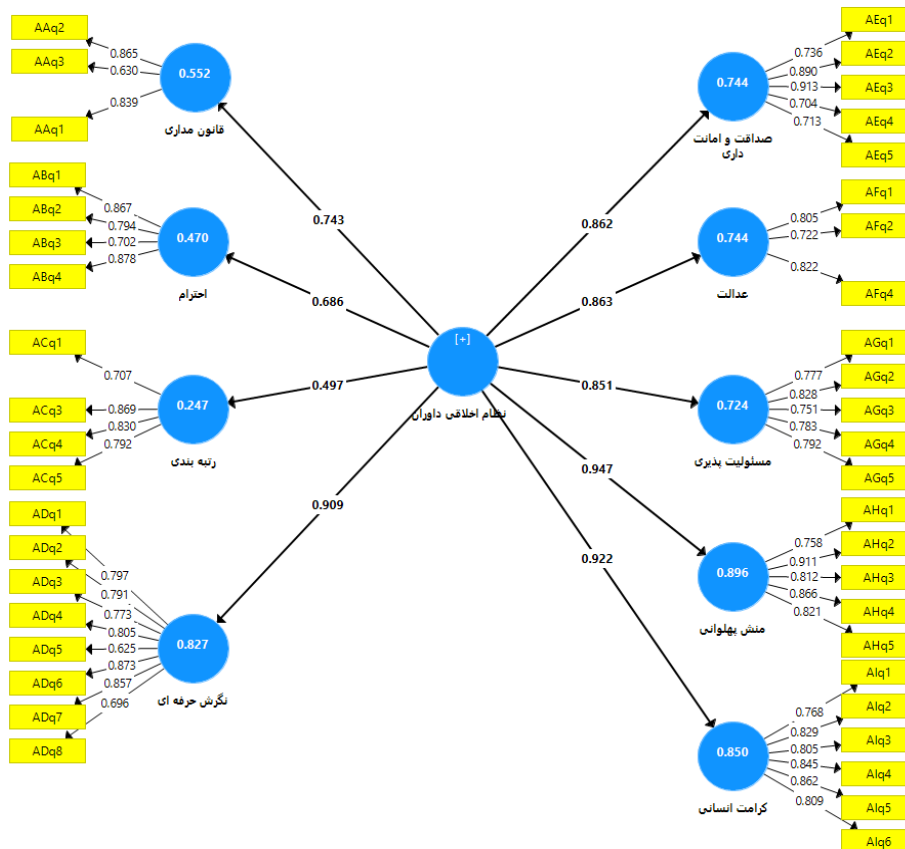 AAq2
AAq3
AAq1
0.865
0.630
0.839
0.552
قانون مداری
ABq1
ABq2
ABq3
ABq4
0.867
0.794
0.702
0.878
0.470
احترام
ACq1
ACq3
ACq4
ACq5
0.707
0.869
0.830
0.792
0.247
رتبه بندی
ADq1
ADq2
ADq3
ADq4
ADq5
ADq6
ADq7
ADq8
0.797
0.791
0.773
0.805
0.625
0.873
0.857
0.696
0.827
نگرش حرفه ای
0.743
0.686
0.497
0.909
[+]
نظام اخلاقی داوران
0.862
0.863
0.851
0.947
0.922
0.744
صداقت و امانت
داری
0.736
0.890
0.913
0.704
0.713
AEq1
AEq2
AEq3
AEq4
AEq5
0.744
عدالت
0.805
0.722
0.822
AFq1
AFq2
AFq4
0.724
مسئولیت پذیری
0.777
0.828
0.751
0.783
0.792
AGq1
AGq2
AGq3
AGq4
AGq5
0.896
منش پهلوانی
0.758
0.911
0.812
0.866
0.821
AHq1
AHq2
AHq3
AHq4
AHq5
0.850
کرامت انسانی
0.768
0.829
0.805
0.845
0.862
0.809
AIq1
AIq2
AIq3
AIq4
AIq5
AIq6